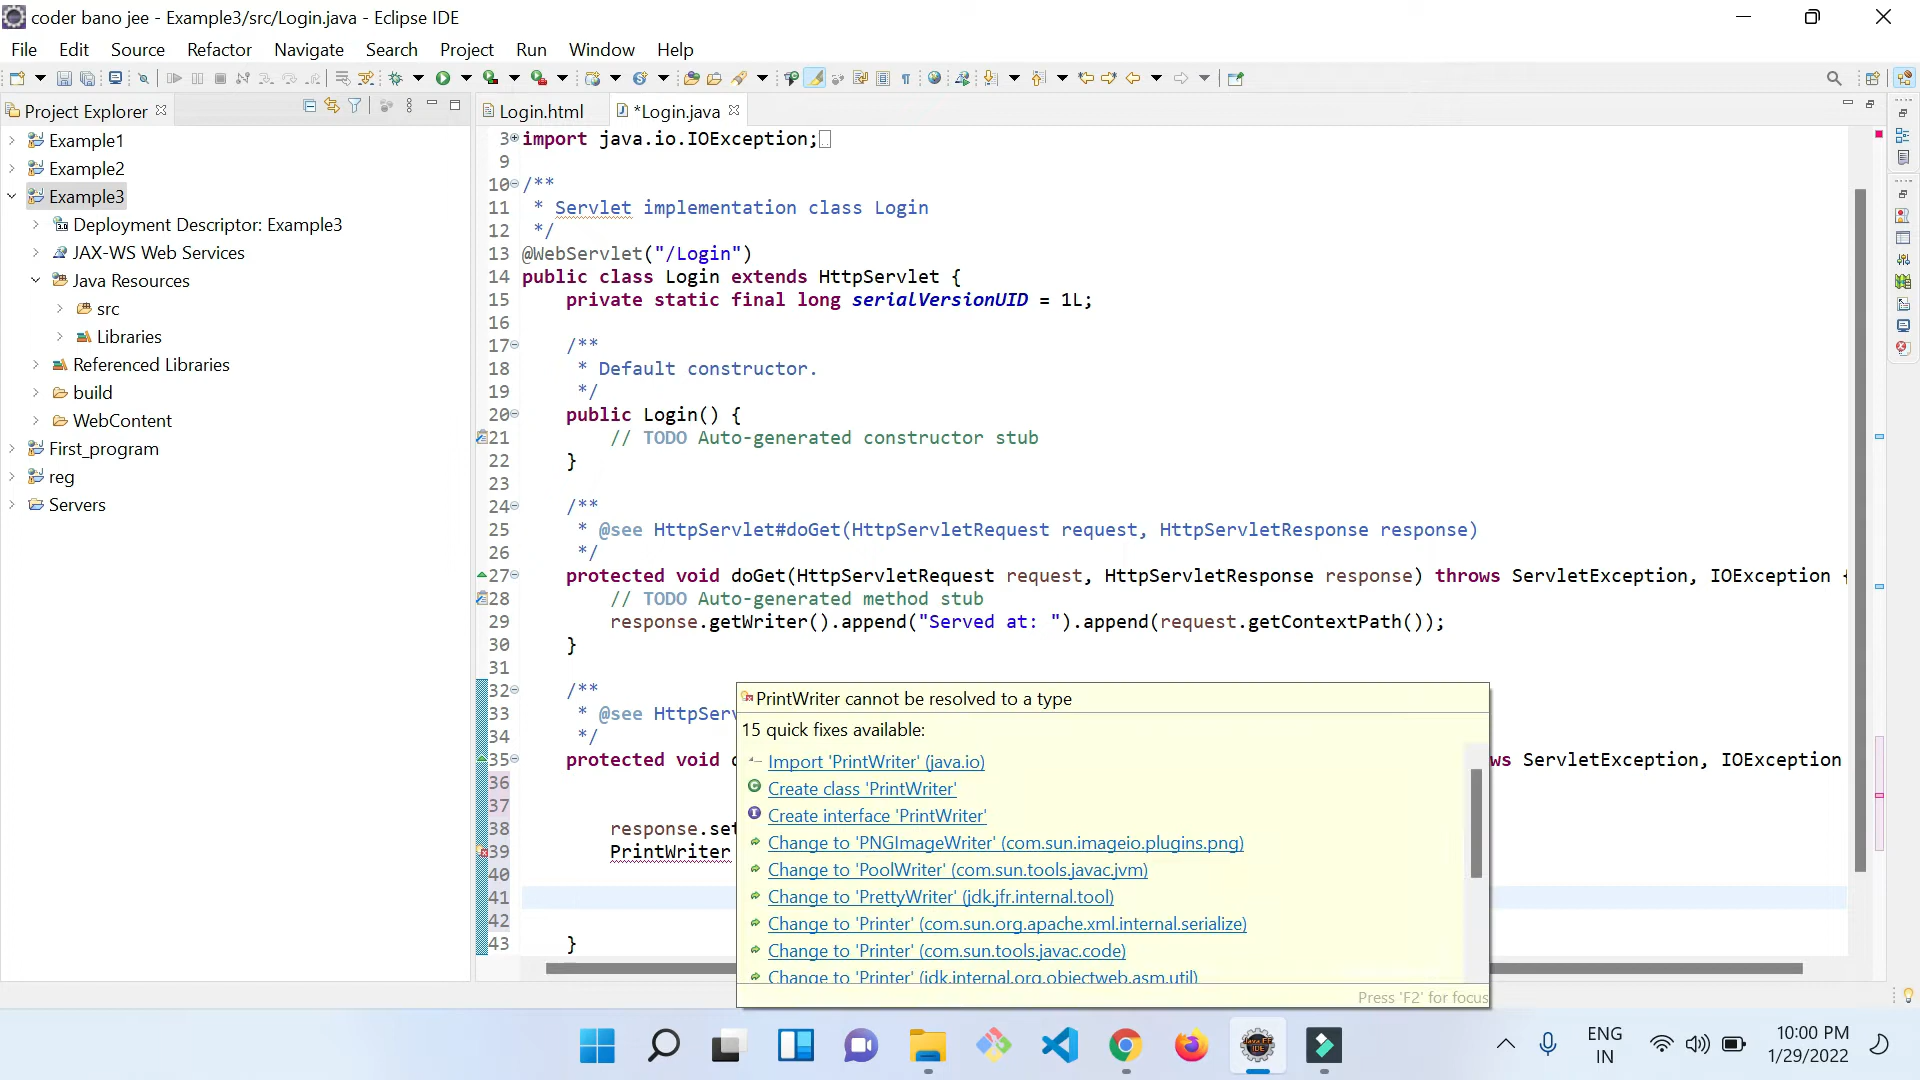 coder bano jee - Example3/src/Login.java - Eclipse IDE
File Edit Source Refactor Navigate Search Project Run Window Help
Project Explorer
Example1
Example2
Example3
Deployment Descriptor: Example3
JAX-WS Web Services
Java Resources
src
Libraries
Referenced Libraries
build
WebContent
First_program
reg
Servers
Login.html *Login.java
3 import java.io.IOException;
9
10 /**
11 * Servlet implementation class Login
12 */
13 @WebServlet("/Login")
14 public class Login extends HttpServlet {
15 private static final long serialVersionUID = 1L;
16
17 /**
18 * Default constructor.
19 */
20 public Login() {
21 // TODO Auto-generated constructor stub
22 }
23
24 /**
25 * @see HttpServlet#doGet(HttpServletRequest request, HttpServletResponse response)
26 */
27 protected void doGet(HttpServletRequest request, HttpServletResponse response) throws ServletException, IOException {
28 // TODO Auto-generated method stub
29 response.getWriter().append("Served at: ").append(request.getContextPath());
30 }
31
32 /**
33 * @see HttpServ
34 */
35 protected void d ws ServletException, IOException
36
37
38 response.set
39 PrintWriter
40
41
42
43 }
PrintWriter cannot be resolved to a type
15 quick fixes available:
Import 'PrintWriter' (java.io)
Create class 'PrintWriter'
Create interface 'PrintWriter'
Change to 'PNGImageWriter' (com.sun.imageio.plugins.png)
Change to 'PoolWriter' (com.sun.tools.javac.jvm)
Change to 'PrettyWriter' (jdk.jfr.internal.tool)
Change to 'Printer' (com.sun.org.apache.xml.internal.serialize)
Change to 'Printer' (com.sun.tools.javac.code)
Change to 'Printer' (jdk.internal.org.objectweb.asm.util)
Press 'F2' for focus
ENG
IN
10:00 PM
1/29/2022